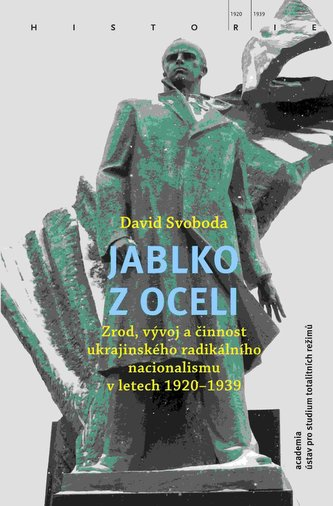 HISTORIE
1920 1939
David Svoboda
JABLKO
Z OCELI
Zrod, vývoj a činnost
ukrajinského radikálního
nacionalismu
v letech 1920–1939
academia
ústav pro studium totalitních režimů